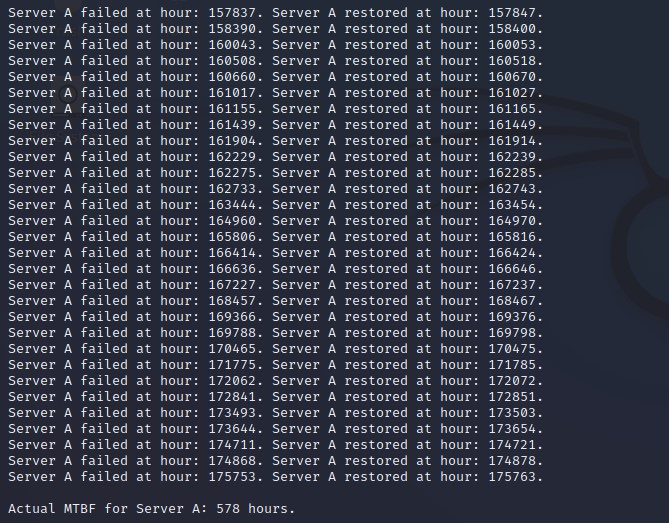 Server A failed at hour: 157837. Server A restored at hour: 157847.
Server A failed at hour: 158390. Server A restored at hour: 158400.
Server A failed at hour: 160043. Server A restored at hour: 160053.
Server A failed at hour: 160508. Server A restored at hour: 160518.
Server A failed at hour: 160660. Server A restored at hour: 160670.
Server A failed at hour: 161017. Server A restored at hour: 161027.
Server A failed at hour: 161155. Server A restored at hour: 161165.
Server A failed at hour: 161439. Server A restored at hour: 161449.
Server A failed at hour: 161904. Server A restored at hour: 161914.
Server A failed at hour: 162229. Server A restored at hour: 162239.
Server A failed at hour: 162275. Server A restored at hour: 162285.
Server A failed at hour: 162733. Server A restored at hour: 162743.
Server A failed at hour: 163444. Server A restored at hour: 163454.
Server A failed at hour: 164960. Server A restored at hour: 164970.
Server A failed at hour: 165806. Server A restored at hour: 165816.
Server A failed at hour: 166414. Server A restored at hour: 166424.
Server A failed at hour: 166636. Server A restored at hour: 166646.
Server A failed at hour: 167227. Server A restored at hour: 167237.
Server A failed at hour: 168457. Server A restored at hour: 168467.
Server A failed at hour: 169366. Server A restored at hour: 169376.
Server A failed at hour: 169788. Server A restored at hour: 169798.
Server A failed at hour: 170465. Server A restored at hour: 170475.
Server A failed at hour: 171775. Server A restored at hour: 171785.
Server A failed at hour: 172062. Server A restored at hour: 172072.
Server A failed at hour: 172841. Server A restored at hour: 172851.
Server A failed at hour: 173493. Server A restored at hour: 173503.
Server A failed at hour: 173644. Server A restored at hour: 173654.
Server A failed at hour: 174711. Server A restored at hour: 174721.
Server A failed at hour: 174868. Server A restored at hour: 174878.
Server A failed at hour: 175753. Server A restored at hour: 175763.
Actual MTBF for Server A: 578 hours.